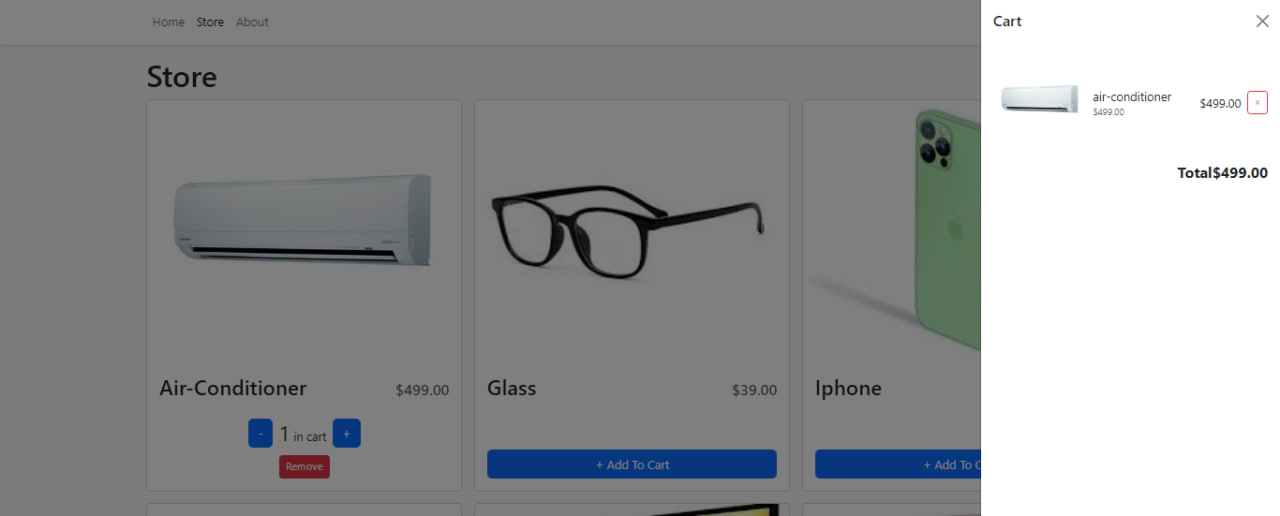 Home Store About
Store
Air-Conditioner $499.00
- 1 in cart +
Remove
Glass $39.00
+ Add To Cart
Iphone
+ Add To C
Cart ×
air-conditioner
$499.00
$499.00 ×
Total$499.00